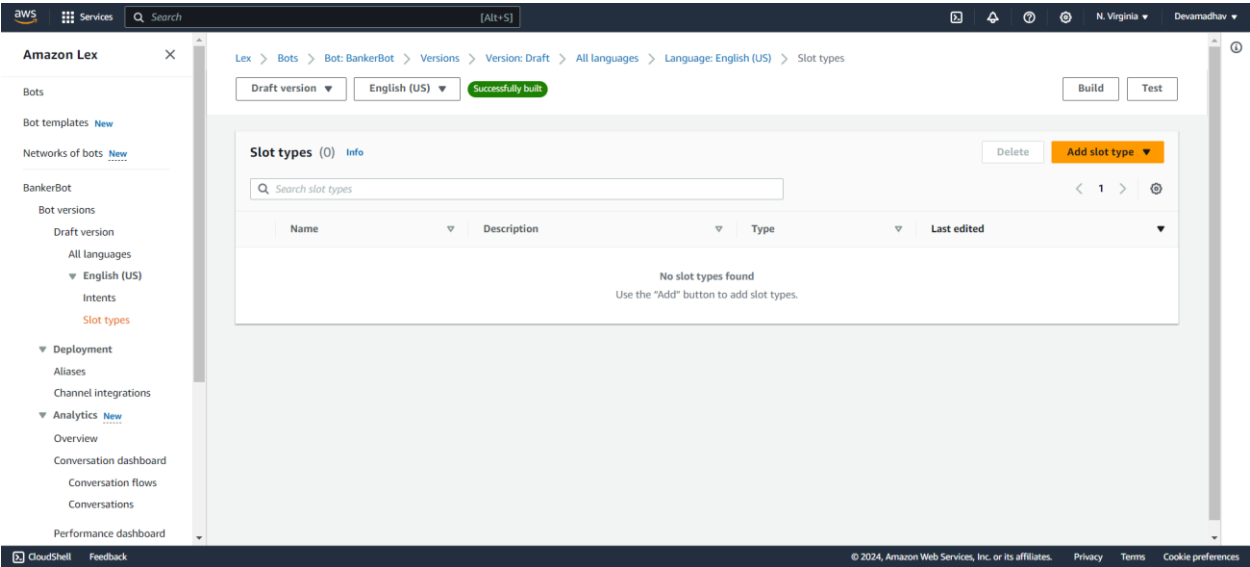 aws Services Search [Alt+S] N. Virginia Devamadhav
Amazon Lex
Bots
Bot templates New
Networks of bots New
BankerBot
Bot versions
Draft version
All languages
English (US)
Intents
Slot types
Deployment
Aliases
Channel integrations
Analytics New
Overview
Conversation dashboard
Conversation flows
Conversations
Performance dashboard
Lex > Bots > Bot: BankerBot > Versions > Version: Draft > All languages > Language: English (US) > Slot types
Draft version English (US) Successfully built Build Test
Slot types (0) Info Delete Add slot type
Search slot types 1
Name Description Type Last edited
No slot types found
Use the "Add" button to add slot types.
CloudShell Feedback © 2024, Amazon Web Services, Inc. or its affiliates. Privacy Terms Cookie preferences